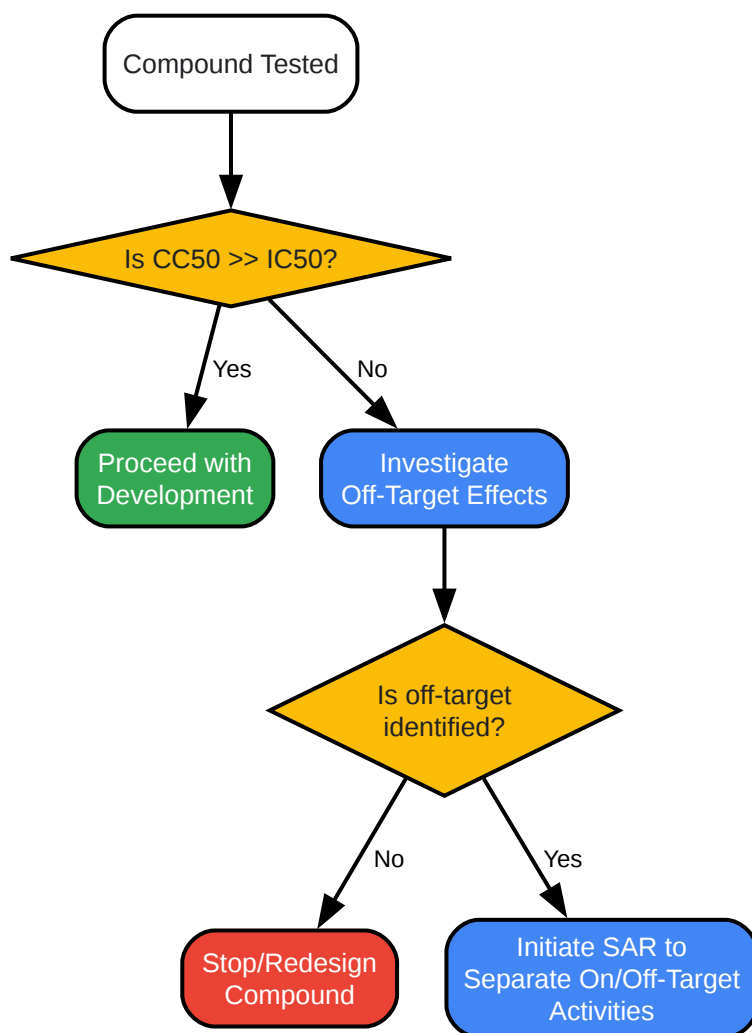 Compound Tested
Is CC50 >> IC50?
Yes
No
Proceed with
Development
Investigate
Off-Target Effects
Is off-target
identified?
No
Yes
Stop/Redesign
Compound
Initiate SAR to
Separate On/Off-Target
Activities